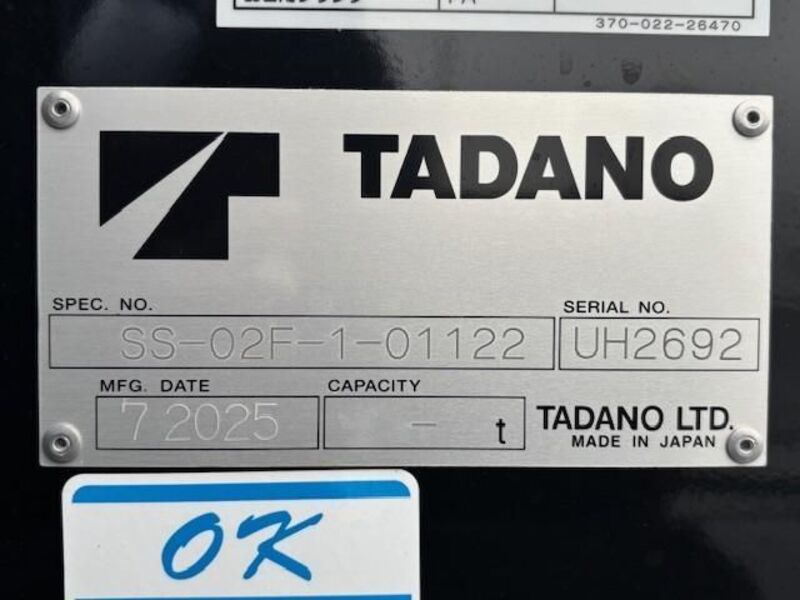 370-022-26470
TADANO
SPEC. NO.
SS-02F-1-01122
SERIAL NO.
UH2692
MFG. DATE
7 2025
CAPACITY
- t
TADANO LTD.
MADE IN JAPAN
OK